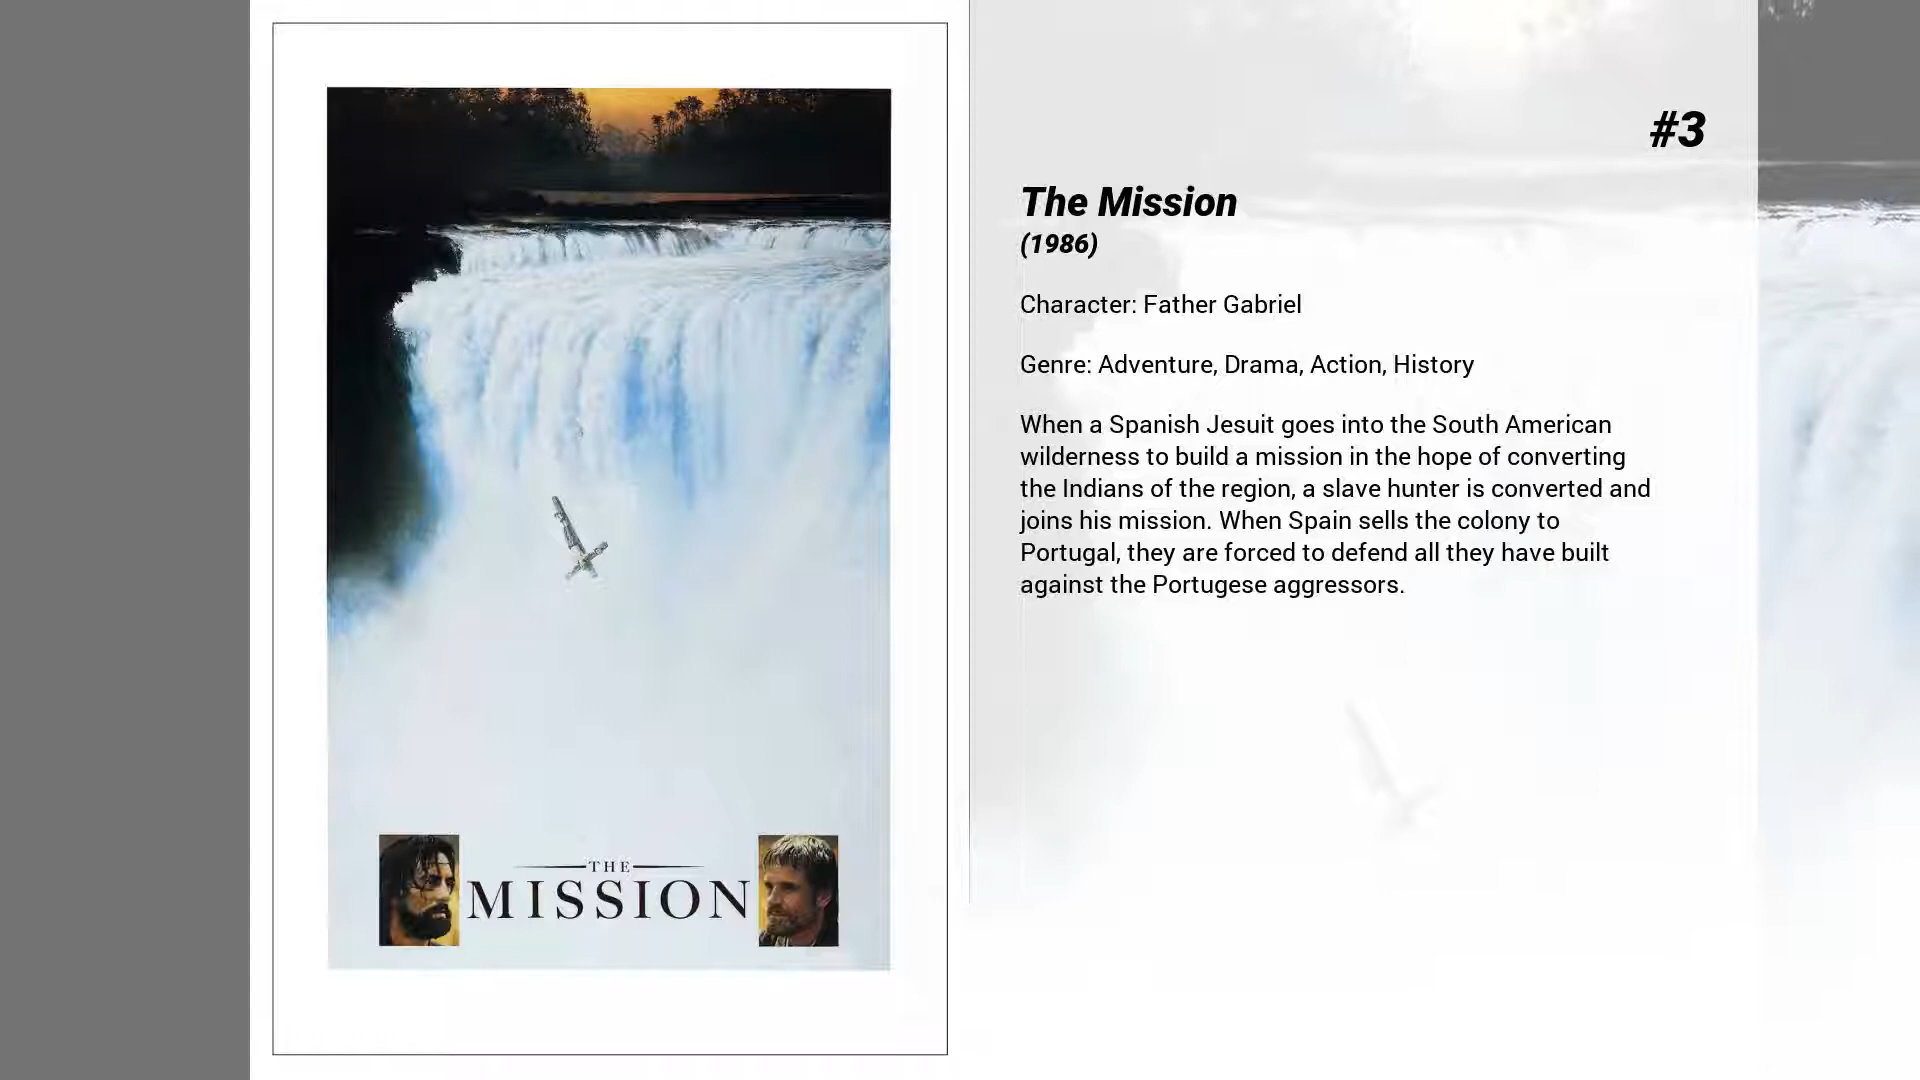 THE
MISSION
#3
The Mission
(1986)
Character: Father Gabriel
Genre: Adventure, Drama, Action, History
When a Spanish Jesuit goes into the South American
wilderness to build a mission in the hope of converting
the Indians of the region, a slave hunter is converted and
joins his mission. When Spain sells the colony to
Portugal, they are forced to defend all they have built
against the Portugese aggressors.